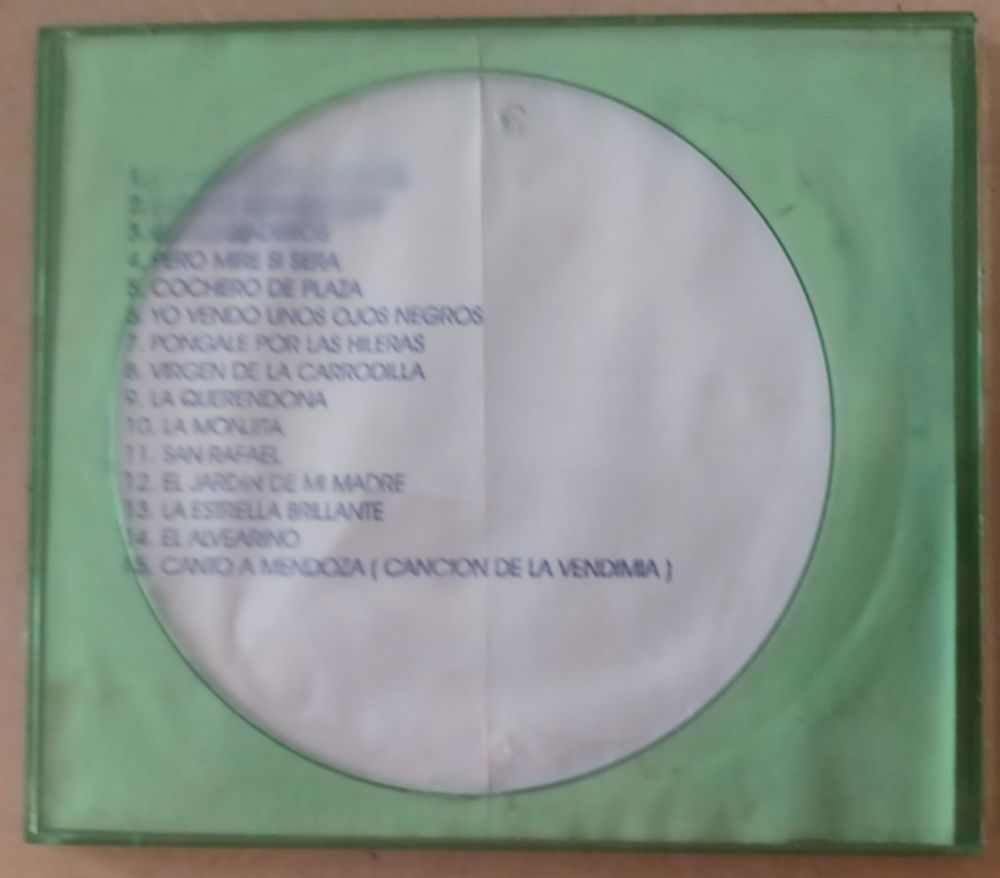 1.
2.
3.
4. PERO MIRE SI SERA
5. COCHERO DE PLAZA
6. YO VENDO UNOS OJOS NEGROS
7. PONGALE POR LAS HILERAS
8. VIRGEN DE LA CARRODILLA
9. LA QUERENDONA
10. LA MONJITA
11. SAN RAFAEL
12. EL JARDIN DE MI MADRE
13. LA ESTRELLA BRILLANTE
14. EL ALVEARINO
15. CANTO A MENDOZA ( CANCION DE LA VENDIMIA )